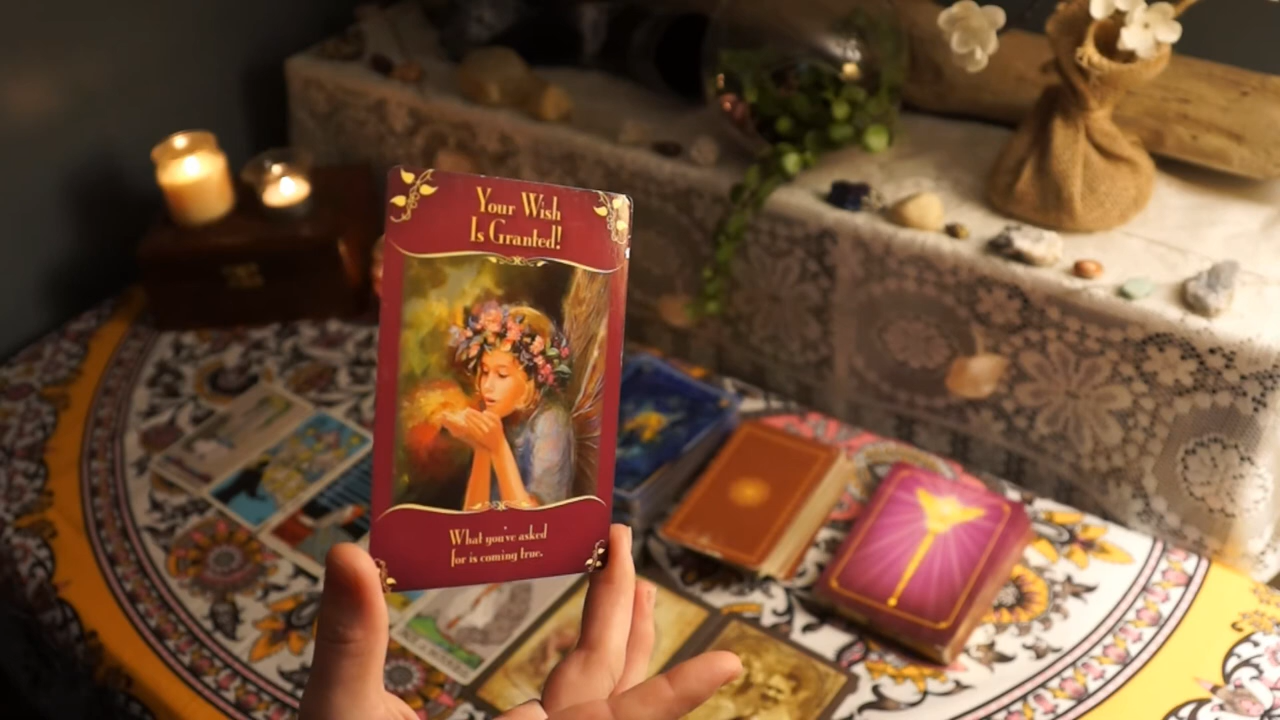 Your Wish
Is Granted!
What you've asked
for is coming true.